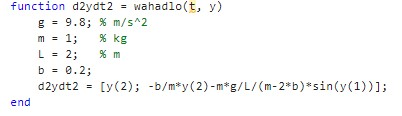 function d2ydt2 = wahadlo(t, y)
g = 9.8; % m/s^2
m = 1; % kg
L = 2; % m
b = 0.2;
d2ydt2 = [y(2); -b/m*y(2)-m*g/L/(m-2*b)*sin(y(1))];
end